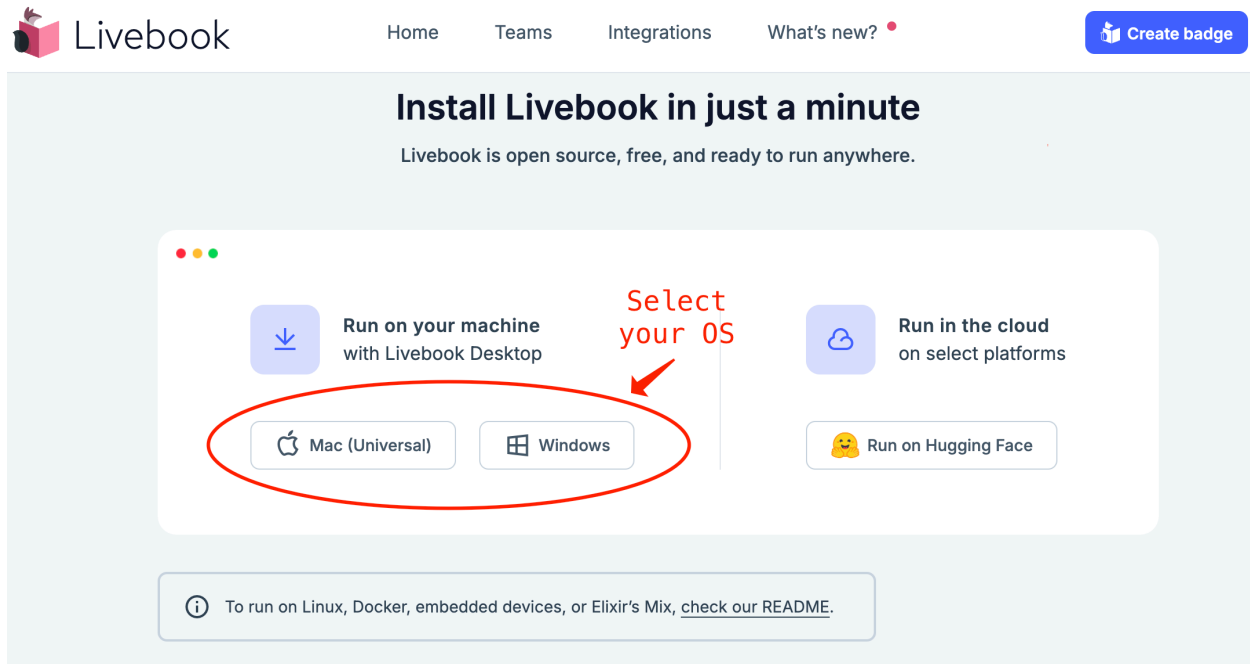 Livebook
Home
Teams
Integrations
What's new?
Create badge
Install Livebook in just a minute
Livebook is open source, free, and ready to run anywhere.
Select
your OS
Run on your machine
with Livebook Desktop
Mac (Universal)
Windows
Run in the cloud
on select platforms
Run on Hugging Face
To run on Linux, Docker, embedded devices, or Elixir's Mix, check our README.